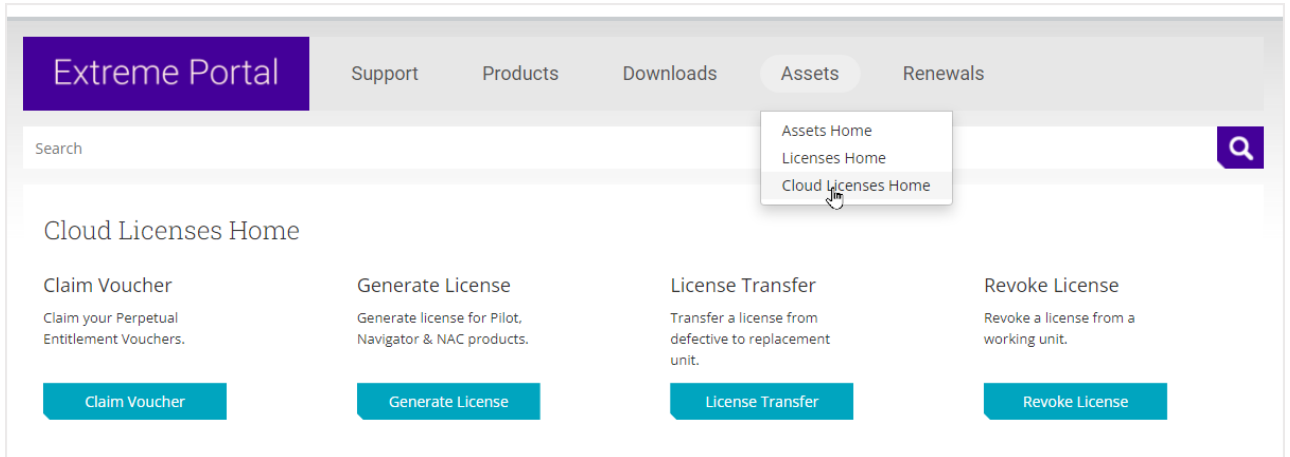 Extreme Portal
Support
Products
Downloads
Assets
Renewals
Assets Home
Licenses Home
Cloud Licenses Home
Search
Cloud Licenses Home
Claim Voucher
Claim your Perpetual
Entitlement Vouchers.
Claim Voucher
Generate License
Generate license for Pilot,
Navigator & NAC products.
Generate License
License Transfer
Transfer a license from
defective to replacement
unit.
License Transfer
Revoke License
Revoke a license from a
working unit.
Revoke License